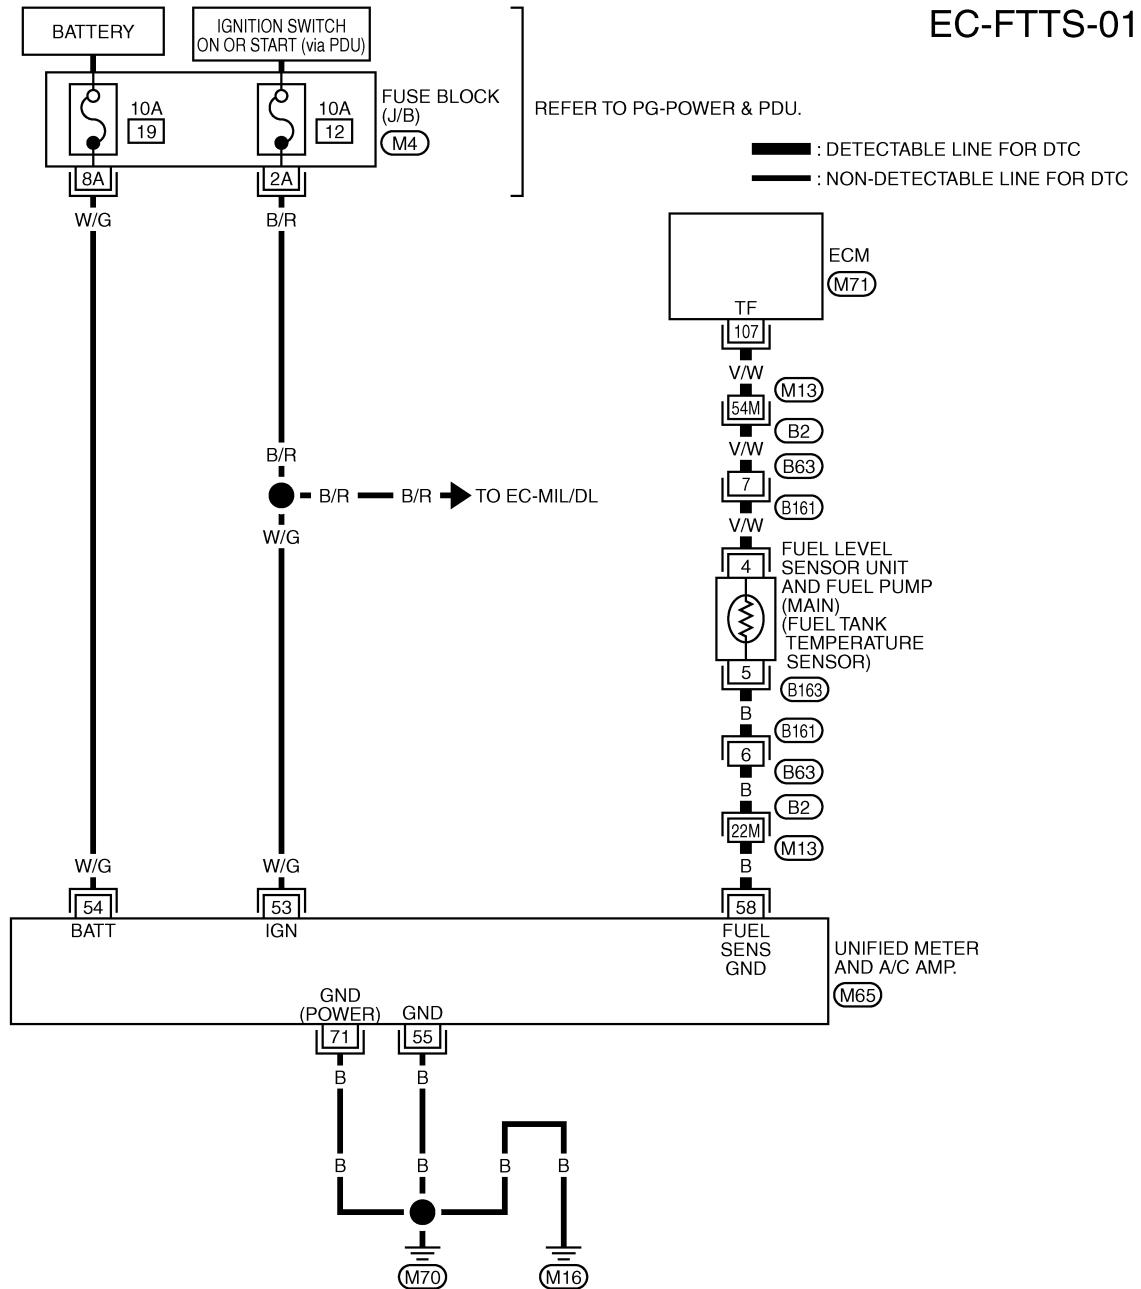 EC-FTTS-01
BATTERY
IGNITION SWITCH
ON OR START (via PDU)
10A
19
10A
12
FUSE BLOCK
(J/B)
M4
REFER TO PG-POWER & PDU.
8A
2A
W/G
B/R
: DETECTABLE LINE FOR DTC
: NON-DETECTABLE LINE FOR DTC
ECM
M71
TF
107
V/W
M13
54M
B2
V/W
B63
7
B161
V/W
B/R
B/R
B/R
TO EC-MIL/DL
W/G
4
FUEL LEVEL
SENSOR UNIT
AND FUEL PUMP
(MAIN)
(FUEL TANK
TEMPERATURE
SENSOR)
5
B163
B
B161
6
B63
B
B2
22M
M13
B
W/G
W/G
54
53
58
BATT
IGN
FUEL
SENS
GND
UNIFIED METER
AND A/C AMP.
M65
GND
(POWER)
GND
71
55
B
B
B
B
B
B
M70
M16